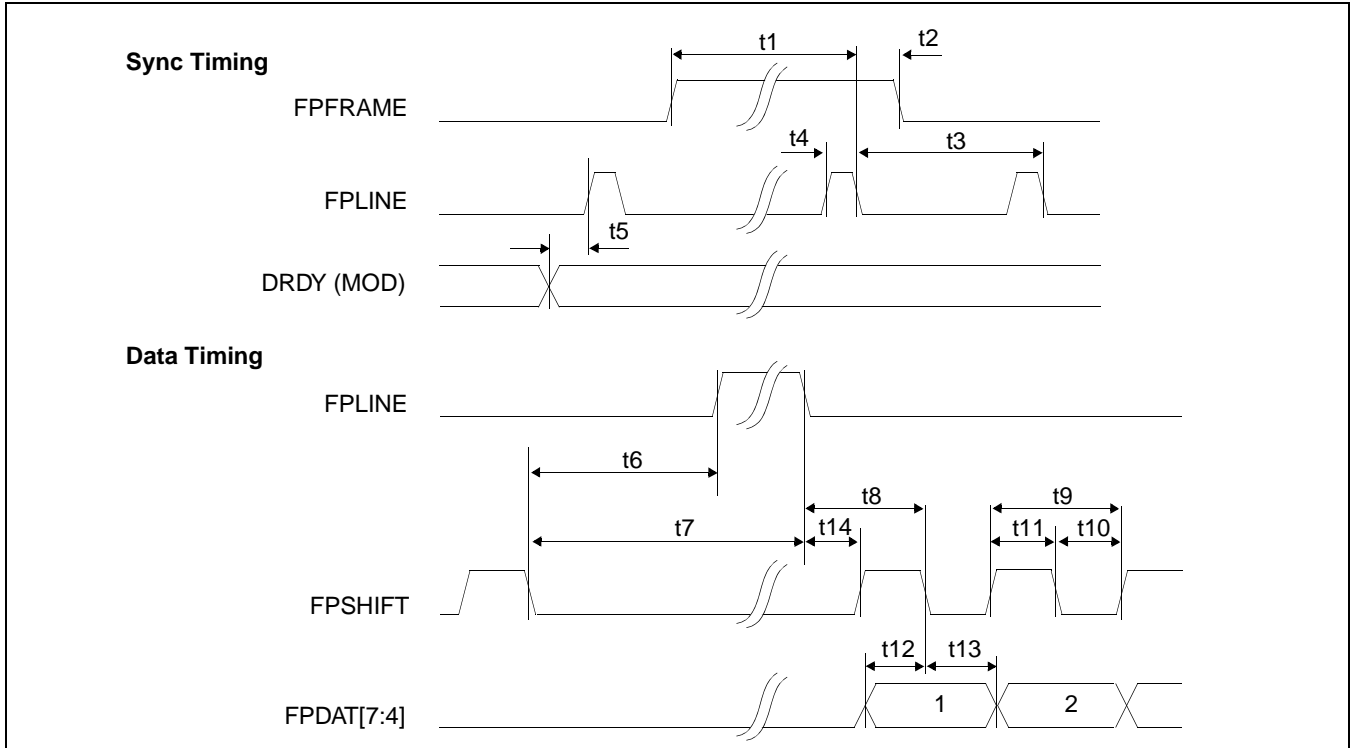 Sync Timing
t1
t2
FPFRAME
t4
t3
FPLINE
t5
DRDY (MOD)
Data Timing
FPLINE
t6
t8
t9
t7
t14
t11
t10
FPSHIFT
t12
t13
FPDAT[7:4]
1
2